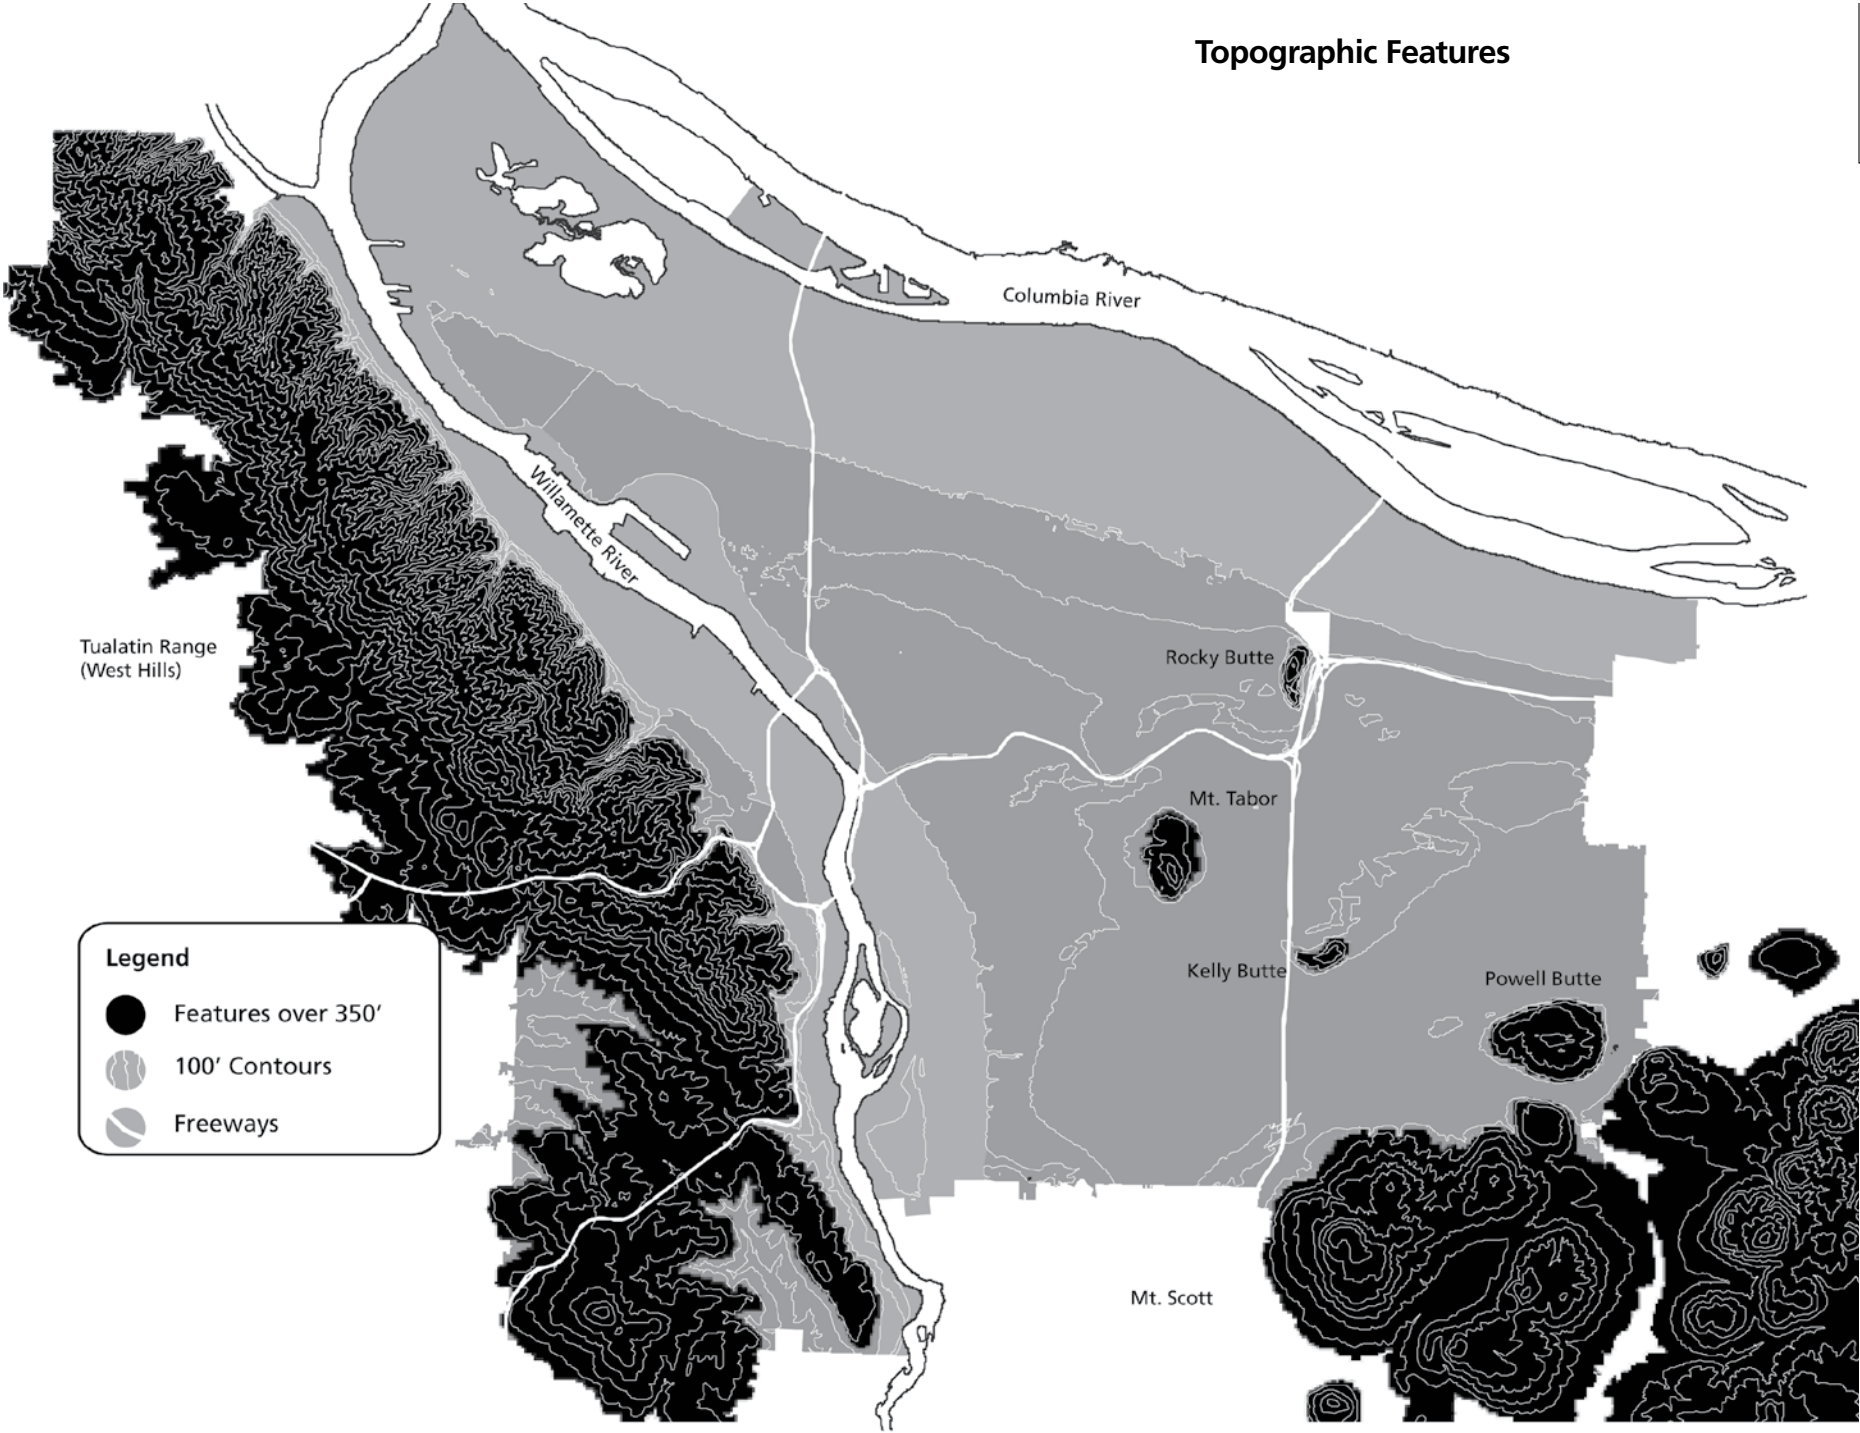 Topographic Features
Columbia River
Willamette River
Tualatin Range
(West Hills)
Rocky Butte
Mt. Tabor
Kelly Butte
Powell Butte
Legend
Features over 350’
100’ Contours
Freeways
Mt. Scott